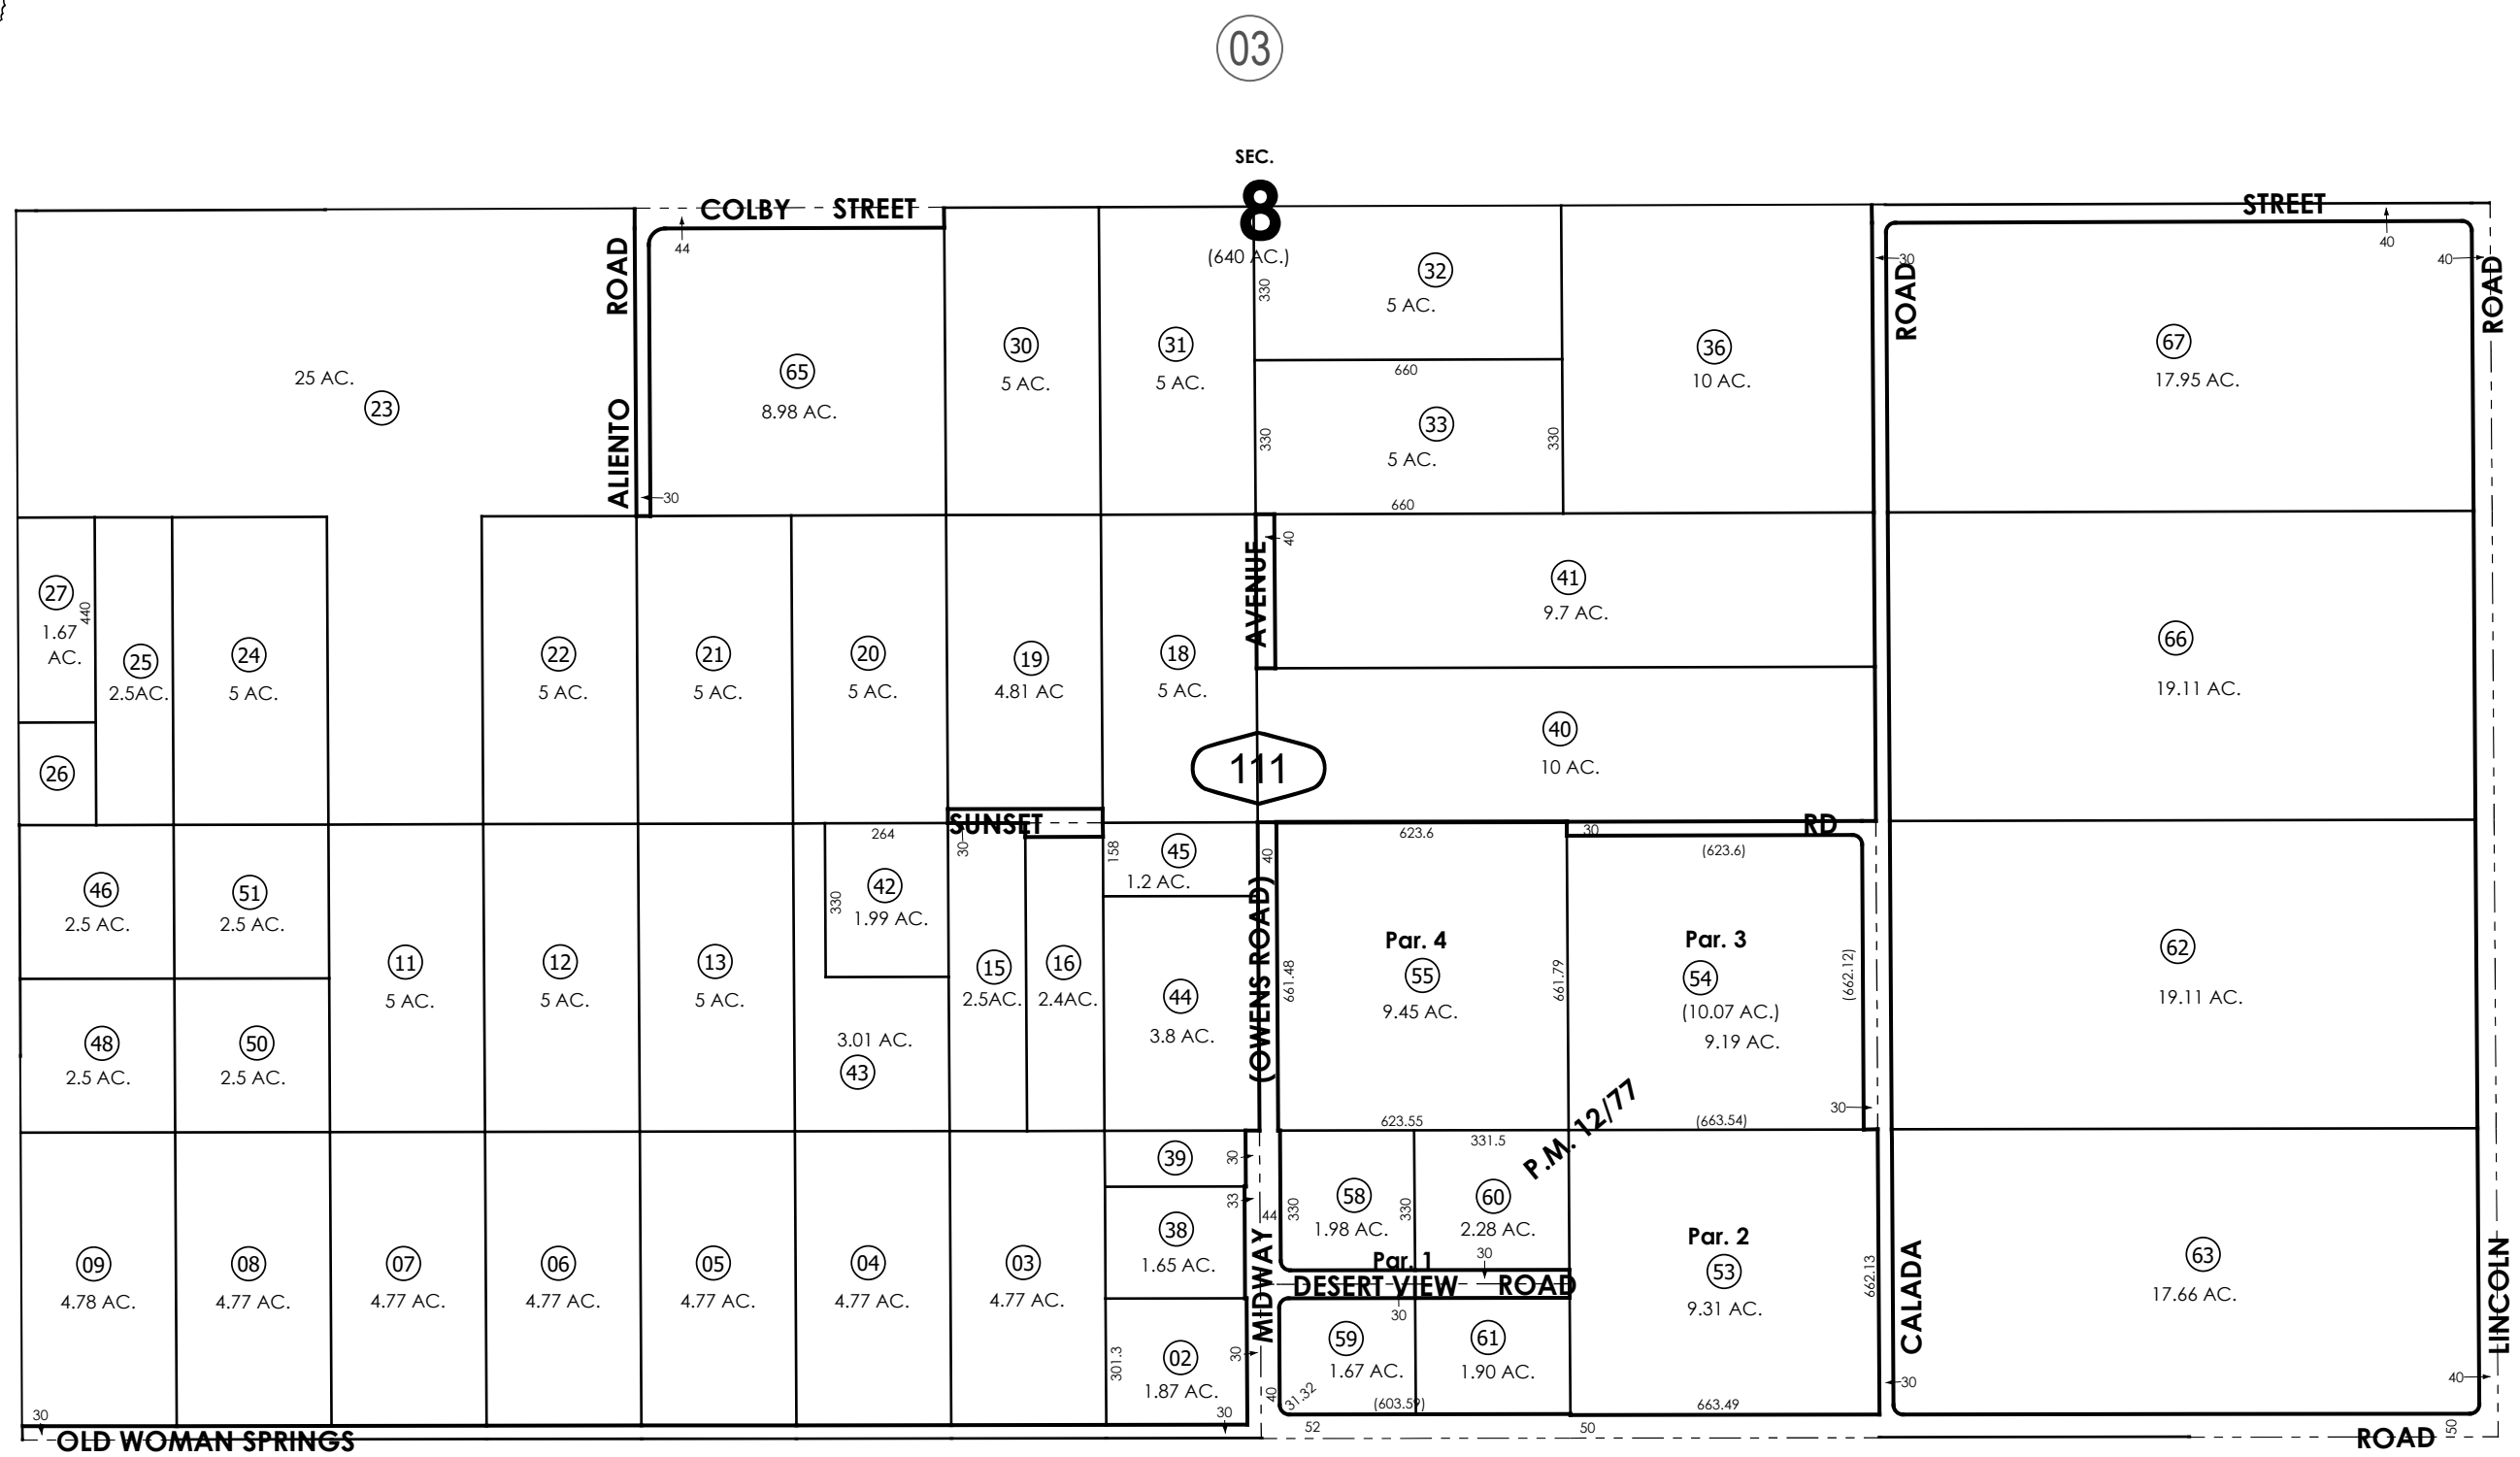 03
SEC.
8
(640 AC.)
COLBY STREET
STREET
44
40
30
40
ROAD
ROAD
ROAD
ALIENTO
30
25 AC.
23
65
8.98 AC.
30
5 AC.
31
5 AC.
330
32
5 AC.
660
330
33
5 AC.
330
660
36
10 AC.
67
17.95 AC.
27
1.67
AC.
440
25
2.5AC.
24
5 AC.
22
5 AC.
21
5 AC.
20
5 AC.
19
4.81 AC
18
5 AC.
AVENUE
40
41
9.7 AC.
66
19.11 AC.
26
111
40
10 AC.
SUNSET
RD
30
264
30
158
45
1.2 AC.
40
623.6
30
(623.6)
46
2.5 AC.
51
2.5 AC.
11
5 AC.
12
5 AC.
13
5 AC.
330
42
1.99 AC.
15
2.5AC.
16
2.4AC.
44
3.8 AC.
(OWENS ROAD)
661.48
Par. 4
55
9.45 AC.
661.79
Par. 3
54
(10.07 AC.)
9.19 AC.
(662.12)
62
19.11 AC.
48
2.5 AC.
50
2.5 AC.
3.01 AC.
43
623.55
(663.54)
30
P.M. 12/77
331.5
39
30
33
44
330
58
1.98 AC.
330
60
2.28 AC.
38
1.65 AC.
Par. 1
30
DESERT VIEW ROAD
30
MIDWAY
Par. 2
53
9.31 AC.
662.13
CALADA
63
17.66 AC.
LINCOLN
09
4.78 AC.
08
4.77 AC.
07
4.77 AC.
06
4.77 AC.
05
4.77 AC.
04
4.77 AC.
03
4.77 AC.
301.3
02
1.87 AC.
30
40
31.32
59
1.67 AC.
(603.59)
61
1.90 AC.
663.49
30
40
30
30
52
50
50
OLD WOMAN SPRINGS
ROAD